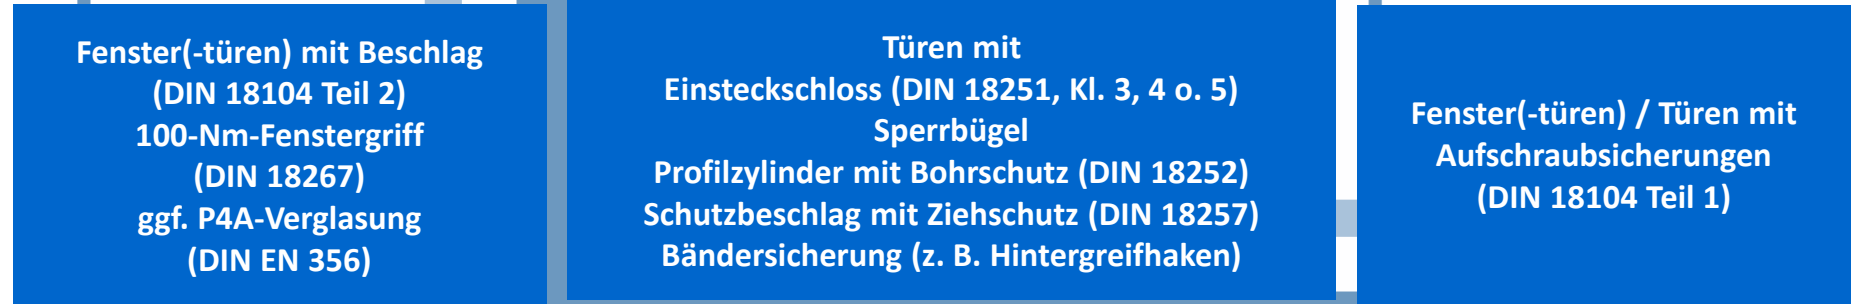 Fenster(-türen) mit Beschlag
(DIN 18104 Teil 2)
100-Nm-Fenstergriff
(DIN 18267)
ggf. P4A-Verglasung
(DIN EN 356)
Türen mit
Einsteckschloss (DIN 18251, Kl. 3, 4 o. 5)
Sperrbügel
Profilzylinder mit Bohrschutz (DIN 18252)
Schutzbeschlag mit Ziehschutz (DIN 18257)
Bändersicherung (z. B. Hintergreifhaken)
Fenster(-türen) / Türen mit
Aufschraubsicherungen
(DIN 18104 Teil 1)